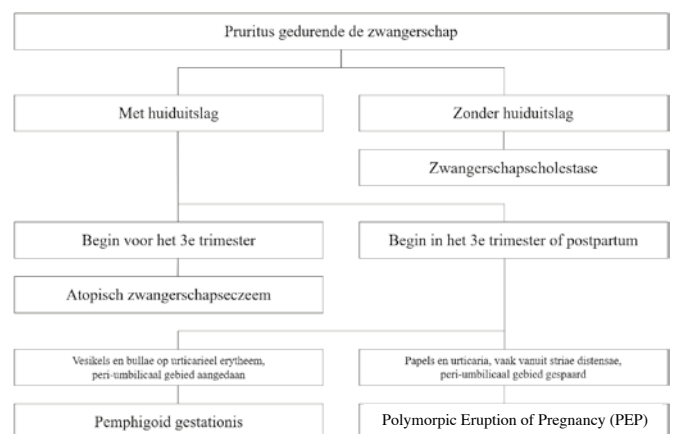 Pruritus gedurende de zwangerschap
Met huiduitslag
Zonder huiduitslag
Zwangerschapscholestase
Begin voor het 3e trimester
Begin in het 3e trimester of postpartum
Atopisch zwangerschapseczeem
Vesikels en bullae op urticarieel erytheem,
peri-umbilicaal gebied aangedaan
Papels en urticaria, vaak vanuit striae distensae,
peri-umbilicaal gebied gespaard
Pemphigoid gestationis
Polymorpic Eruption of Pregnancy (PEP)